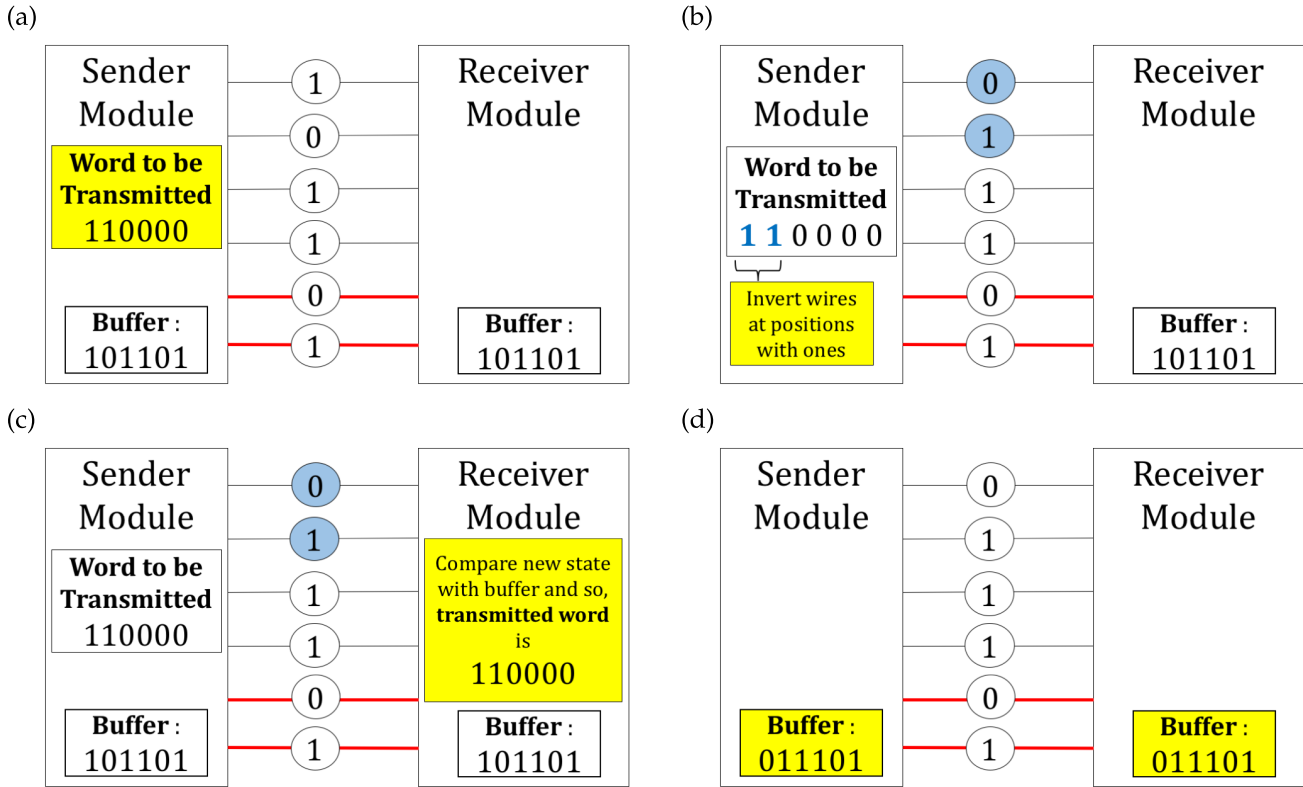 (a)
Sender
Module
Word to be
Transmitted
110000
Buffer :
101101
1
0
1
1
0
1
Receiver
Module
Buffer :
101101
(b)
Sender
Module
Word to be
Transmitted
1 1 0 0 0 0
Invert wires
at positions
with ones
0
1
1
1
0
1
Receiver
Module
Buffer :
101101
(c)
Sender
Module
Word to be
Transmitted
110000
Buffer :
101101
0
1
1
1
0
1
Receiver
Module
Compare new state
with buffer and so,
transmitted word
is
110000
Buffer :
101101
(d)
Sender
Module
Buffer :
011101
0
1
1
1
0
1
Receiver
Module
Buffer :
011101